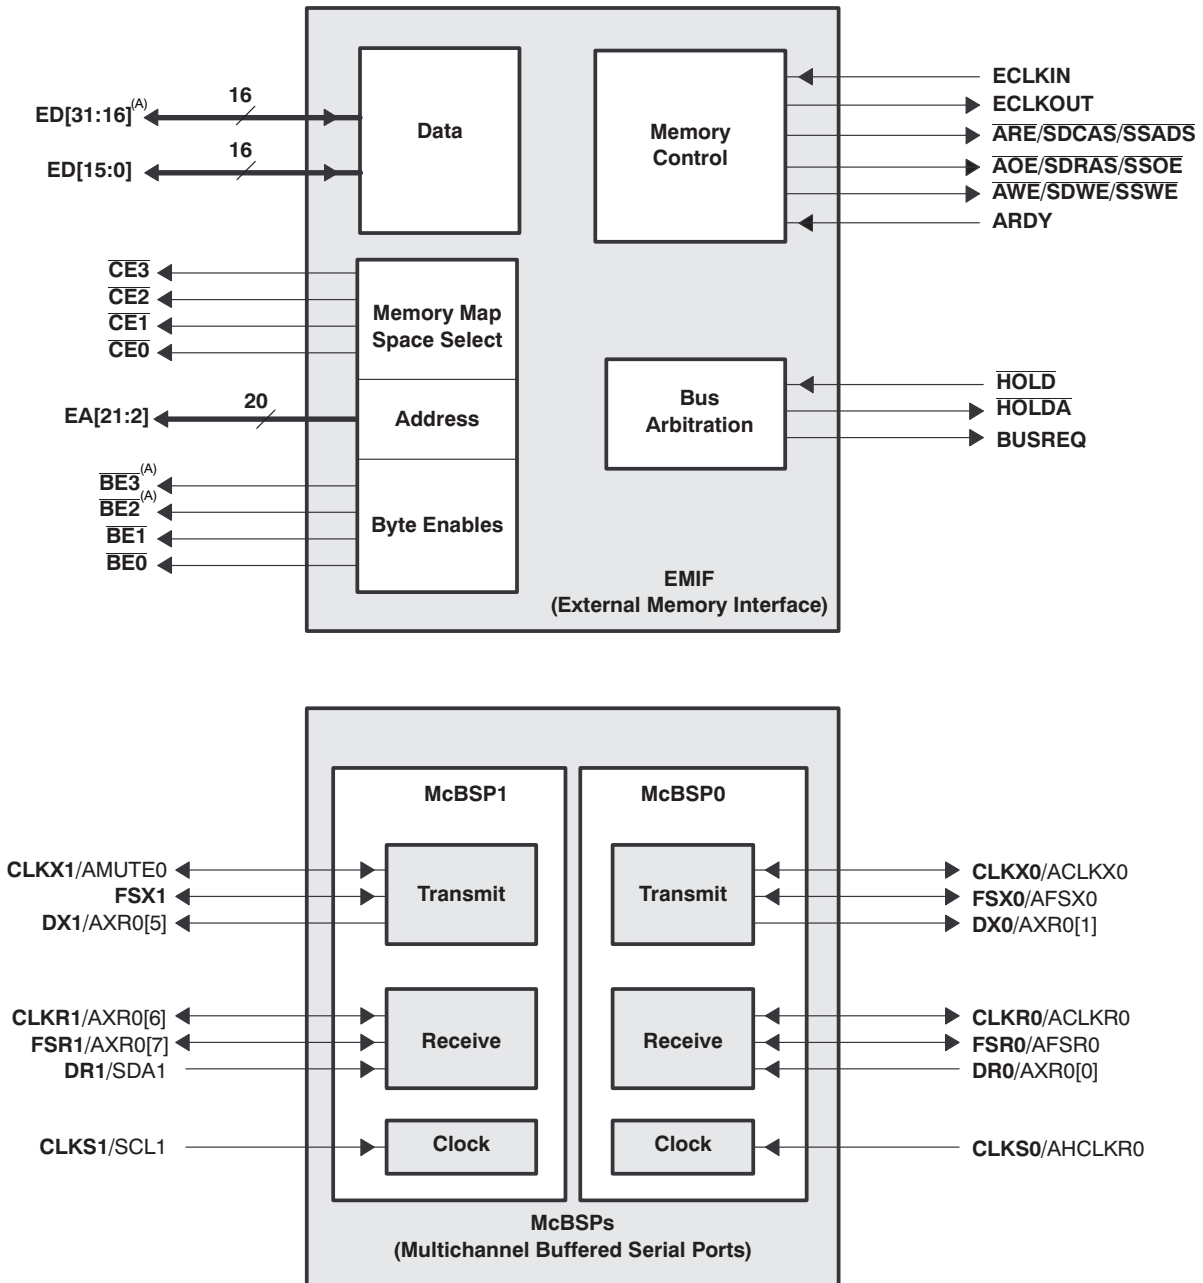 ED[31:16](A)
16
ED[15:0]
16
Data
Memory
Control
ECLKIN
ECLKOUT
ARE/SDCAS/SSADS
AOE/SDRAS/SSOE
AWE/SDWE/SSWE
ARDY
CE3
CE2
CE1
CE0
Memory Map
Space Select
EA[21:2]
20
Address
BE3(A)
BE2(A)
BE1
BE0
Byte Enables
Bus
Arbitration
HOLD
HOLDA
BUSREQ
EMIF
(External Memory Interface)
McBSP1
McBSP0
CLKX1/AMUTE0
FSX1
DX1/AXR0[5]
Transmit
Transmit
CLKX0/ACLKX0
FSX0/AFSX0
DX0/AXR0[1]
CLKR1/AXR0[6]
FSR1/AXR0[7]
DR1/SDA1
Receive
Receive
CLKR0/ACLKR0
FSR0/AFSR0
DR0/AXR0[0]
CLKS1/SCL1
Clock
Clock
CLKS0/AHCLKR0
McBSPs
(Multichannel Buffered Serial Ports)